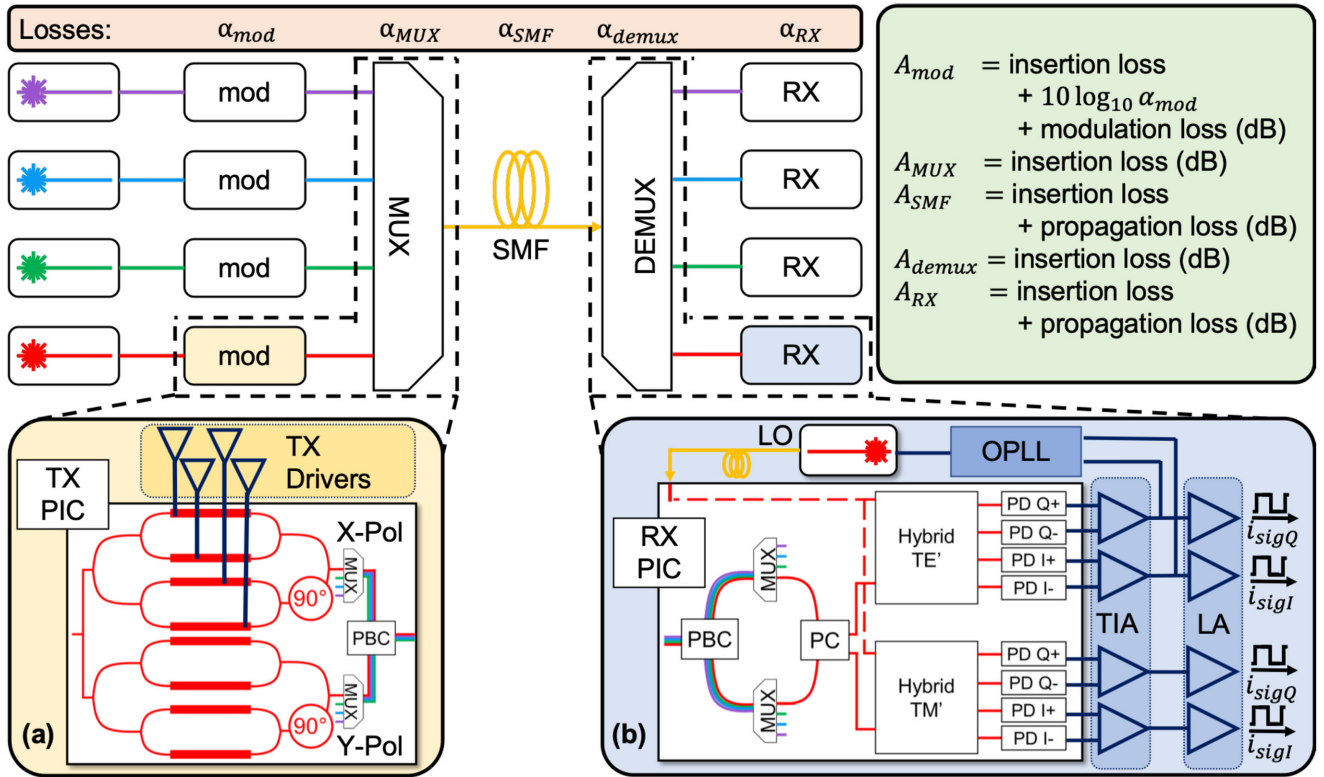 Losses: α_mod α_MUX α_SMF α_demux α_RX
mod
RX
mod
RX
mod
RX
mod
RX
MUX
SMF
DEMUX
A_mod = insertion loss
+ 10 log₁₀ α_mod
+ modulation loss (dB)
A_MUX = insertion loss (dB)
A_SMF = insertion loss
+ propagation loss (dB)
A_demux = insertion loss (dB)
A_RX = insertion loss
+ propagation loss (dB)
TX
Drivers
TX
PIC
X-Pol
90°
MUX
PBC
MUX
90°
Y-Pol
(a)
LO
OPLL
RX
PIC
MUX
PBC
PC
MUX
Hybrid
TE'
PD Q+
PD Q-
PD I+
PD I-
Hybrid
TM'
PD Q+
PD Q-
PD I+
PD I-
TIA
LA
i_sigQ
i_sigI
i_sigQ
i_sigI
(b)